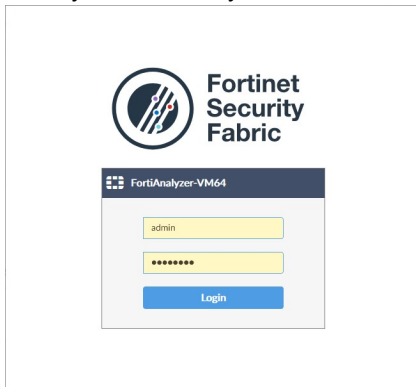 Fortinet
Security
Fabric
FortiAnalyzer-VM64
admin
••••••••
Login